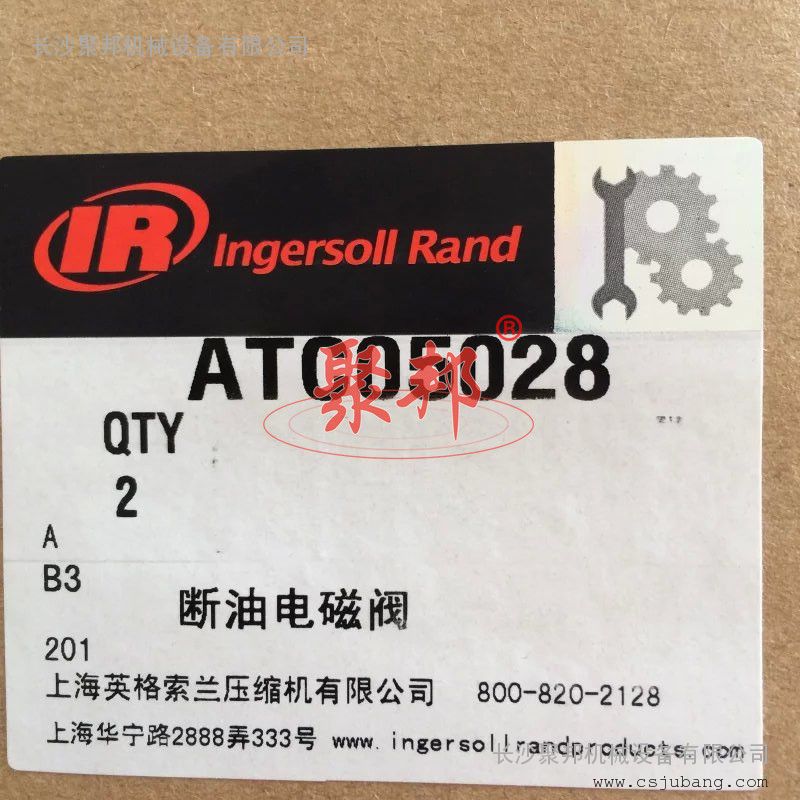 长沙聚邦机械设备有限公司
IR Ingersoll Rand
ATC05028
®
聚邦
QTY
2
A
B3
断油电磁阀
201
上海英格索兰压缩机有限公司 800-820-2128
上海华宁路2888弄333号 www.ingersollrandproducts.com
长沙聚邦机械设备有限公司
www.csjubang.com